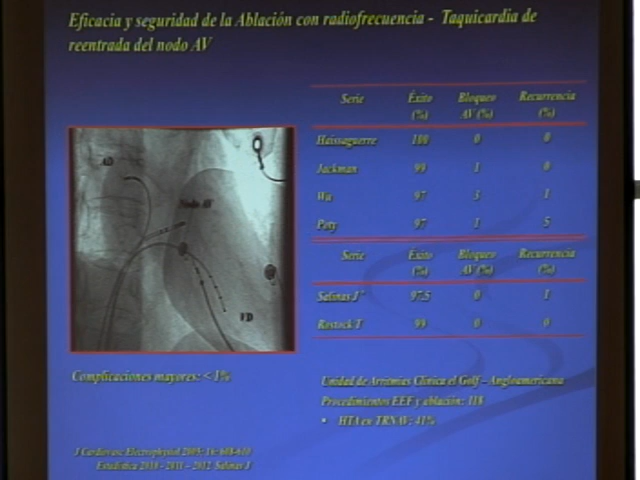 Eficacia y seguridad de la Ablación con radiofrecuencia - Taquicardia de
reentrada del nodo AV
Serie Éxito (%) Bloqueo AV (%) Recurrencia (%)
Haissaguerre 100 0 0
Jackman 99 1 0
Wu 97 3 1
Poty 97 1 5
Serie Éxito (%) Bloqueo AV (%) Recurrencia (%)
Salinas J 97.5 0 1
Rostock T 99 0 0
AD
Nodo AV
VD
Complicaciones mayores: < 1%
Unidad de Arritmias Clínica el Golf - Angloamericana
Procedimientos EEF y ablación: 118
• HTA en TRNAV: 41%
J Cardiovasc Electrophysiol 2005; 16: 608-610
Estadística 2010 - 2011 - 2012 Salinas J